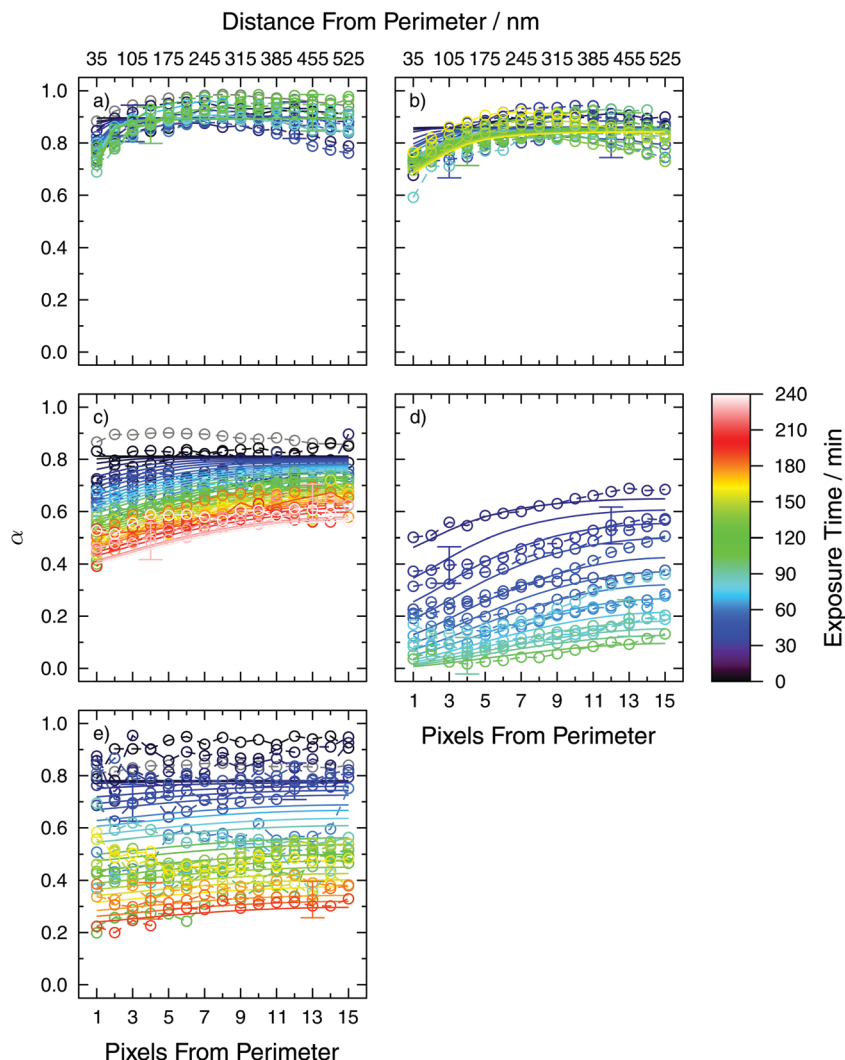 Distance From Perimeter / nm
35 105 175 245 315 385 455 525
35 105 175 245 315 385 455 525
a)
1.0
0.8
0.6
0.4
0.2
0.0
b)
c)
1.0
0.8
0.6
0.4
0.2
0.0
α
d)
1 3 5 7 9 11 13 15
Pixels From Perimeter
240
210
180
150
120
90
60
30
0
Exposure Time / min
e)
1.0
0.8
0.6
0.4
0.2
0.0
1 3 5 7 9 11 13 15
Pixels From Perimeter